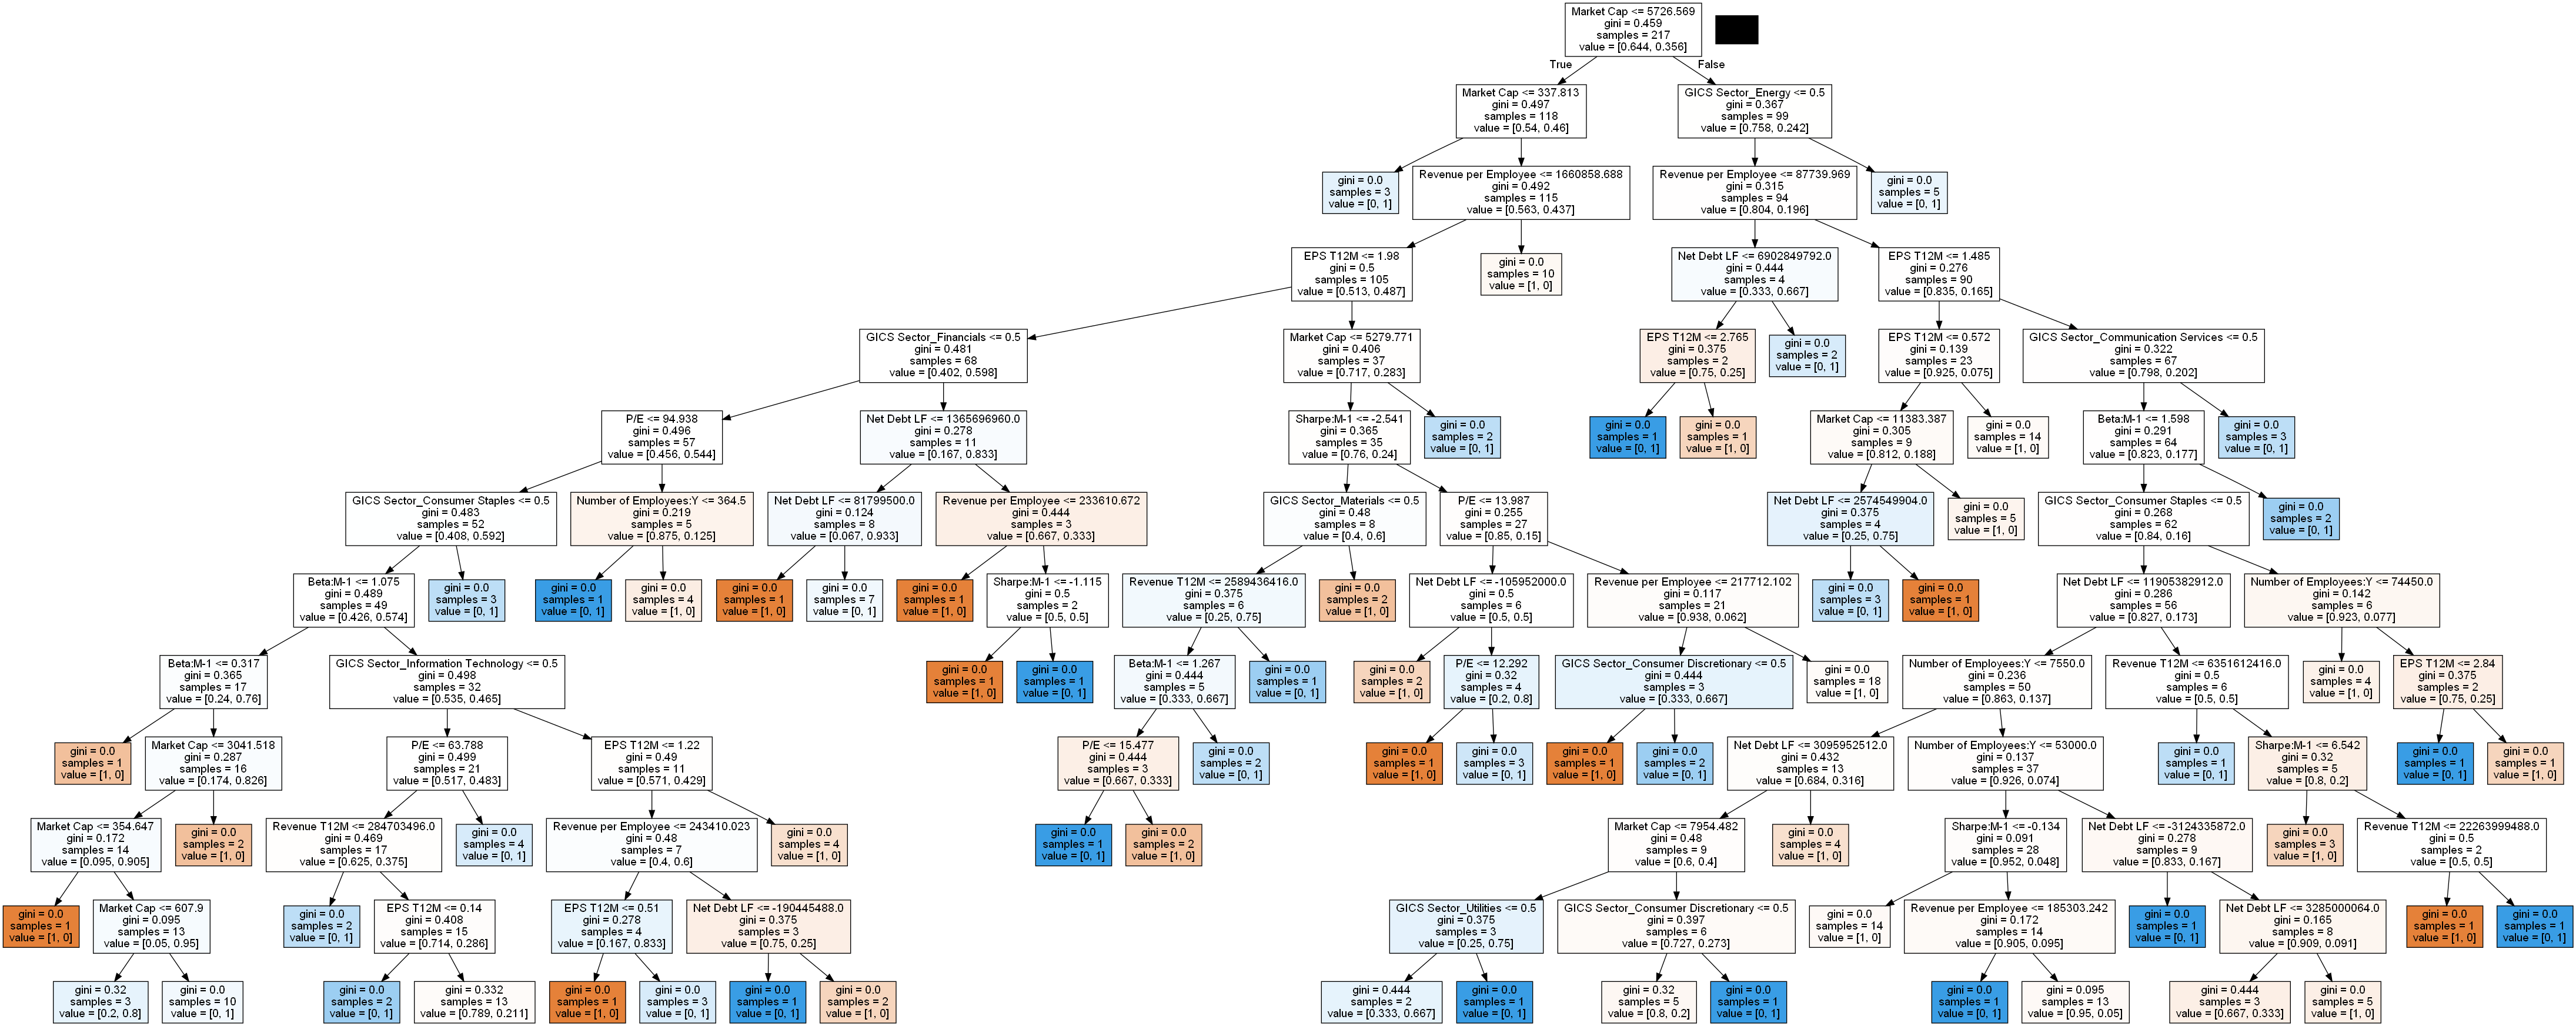 Market Cap <= 5726.569
gini = 0.459
samples = 217
value = [0.644, 0.356]
True
False
Market Cap <= 337.813
gini = 0.497
samples = 118
value = [0.54, 0.46]
GICS Sector_Energy <= 0.5
gini = 0.367
samples = 99
value = [0.758, 0.242]
gini = 0.0
samples = 3
value = [0, 1]
Revenue per Employee <= 1660858.688
gini = 0.492
samples = 115
value = [0.563, 0.437]
Revenue per Employee <= 87739.969
gini = 0.315
samples = 94
value = [0.804, 0.196]
gini = 0.0
samples = 5
value = [0, 1]
EPS T12M <= 1.98
gini = 0.5
samples = 105
value = [0.513, 0.487]
gini = 0.0
samples = 10
value = [1, 0]
Net Debt LF <= 6902849792.0
gini = 0.444
samples = 4
value = [0.333, 0.667]
EPS T12M <= 1.485
gini = 0.276
samples = 90
value = [0.835, 0.165]
GICS Sector_Financials <= 0.5
gini = 0.481
samples = 68
value = [0.402, 0.598]
Market Cap <= 5279.771
gini = 0.406
samples = 37
value = [0.717, 0.283]
EPS T12M <= 2.765
gini = 0.375
samples = 2
value = [0.75, 0.25]
gini = 0.0
samples = 2
value = [0, 1]
EPS T12M <= 0.572
gini = 0.139
samples = 23
value = [0.925, 0.075]
GICS Sector_Communication Services <= 0.5
gini = 0.322
samples = 67
value = [0.798, 0.202]
P/E <= 94.938
gini = 0.496
samples = 57
value = [0.456, 0.544]
Net Debt LF <= 1365696960.0
gini = 0.278
samples = 11
value = [0.167, 0.833]
Sharpe:M-1 <= -2.541
gini = 0.365
samples = 35
value = [0.76, 0.24]
gini = 0.0
samples = 2
value = [0, 1]
gini = 0.0
samples = 1
value = [0, 1]
gini = 0.0
samples = 1
value = [1, 0]
Market Cap <= 11383.387
gini = 0.305
samples = 9
value = [0.812, 0.188]
gini = 0.0
samples = 14
value = [1, 0]
Beta:M-1 <= 1.598
gini = 0.291
samples = 64
value = [0.823, 0.177]
gini = 0.0
samples = 3
value = [0, 1]
GICS Sector_Consumer Staples <= 0.5
gini = 0.483
samples = 52
value = [0.408, 0.592]
Number of Employees:Y <= 364.5
gini = 0.219
samples = 5
value = [0.875, 0.125]
Net Debt LF <= 81799500.0
gini = 0.124
samples = 8
value = [0.067, 0.933]
Revenue per Employee <= 233610.672
gini = 0.444
samples = 3
value = [0.667, 0.333]
GICS Sector_Materials <= 0.5
gini = 0.48
samples = 8
value = [0.4, 0.6]
P/E <= 13.987
gini = 0.255
samples = 27
value = [0.85, 0.15]
Net Debt LF <= 2574549904.0
gini = 0.375
samples = 4
value = [0.25, 0.75]
gini = 0.0
samples = 5
value = [1, 0]
GICS Sector_Consumer Staples <= 0.5
gini = 0.268
samples = 62
value = [0.84, 0.16]
gini = 0.0
samples = 2
value = [0, 1]
Beta:M-1 <= 1.075
gini = 0.489
samples = 49
value = [0.426, 0.574]
gini = 0.0
samples = 3
value = [0, 1]
gini = 0.0
samples = 1
value = [0, 1]
gini = 0.0
samples = 4
value = [1, 0]
gini = 0.0
samples = 1
value = [1, 0]
gini = 0.0
samples = 7
value = [0, 1]
gini = 0.0
samples = 1
value = [1, 0]
Sharpe:M-1 <= -1.115
gini = 0.5
samples = 2
value = [0.5, 0.5]
Revenue T12M <= 2589436416.0
gini = 0.375
samples = 6
value = [0.25, 0.75]
gini = 0.0
samples = 2
value = [1, 0]
Net Debt LF <= -105952000.0
gini = 0.5
samples = 6
value = [0.5, 0.5]
Revenue per Employee <= 217712.102
gini = 0.117
samples = 21
value = [0.938, 0.062]
gini = 0.0
samples = 3
value = [0, 1]
gini = 0.0
samples = 1
value = [1, 0]
Net Debt LF <= 11905382912.0
gini = 0.286
samples = 56
value = [0.827, 0.173]
Number of Employees:Y <= 74450.0
gini = 0.142
samples = 6
value = [0.923, 0.077]
Beta:M-1 <= 0.317
gini = 0.365
samples = 17
value = [0.24, 0.76]
GICS Sector_Information Technology <= 0.5
gini = 0.498
samples = 32
value = [0.535, 0.465]
gini = 0.0
samples = 1
value = [1, 0]
gini = 0.0
samples = 1
value = [0, 1]
Beta:M-1 <= 1.267
gini = 0.444
samples = 5
value = [0.333, 0.667]
gini = 0.0
samples = 1
value = [0, 1]
gini = 0.0
samples = 2
value = [1, 0]
P/E <= 12.292
gini = 0.32
samples = 4
value = [0.2, 0.8]
GICS Sector_Consumer Discretionary <= 0.5
gini = 0.444
samples = 3
value = [0.333, 0.667]
gini = 0.0
samples = 18
value = [1, 0]
Number of Employees:Y <= 7550.0
gini = 0.236
samples = 50
value = [0.863, 0.137]
Revenue T12M <= 6351612416.0
gini = 0.5
samples = 6
value = [0.5, 0.5]
gini = 0.0
samples = 4
value = [1, 0]
EPS T12M <= 2.84
gini = 0.375
samples = 2
value = [0.75, 0.25]
gini = 0.0
samples = 1
value = [1, 0]
Market Cap <= 3041.518
gini = 0.287
samples = 16
value = [0.174, 0.826]
P/E <= 63.788
gini = 0.499
samples = 21
value = [0.517, 0.483]
EPS T12M <= 1.22
gini = 0.49
samples = 11
value = [0.571, 0.429]
P/E <= 15.477
gini = 0.444
samples = 3
value = [0.667, 0.333]
gini = 0.0
samples = 2
value = [0, 1]
gini = 0.0
samples = 1
value = [1, 0]
gini = 0.0
samples = 3
value = [0, 1]
gini = 0.0
samples = 1
value = [1, 0]
gini = 0.0
samples = 2
value = [0, 1]
Net Debt LF <= 3095952512.0
gini = 0.432
samples = 13
value = [0.684, 0.316]
Number of Employees:Y <= 53000.0
gini = 0.137
samples = 37
value = [0.926, 0.074]
gini = 0.0
samples = 1
value = [0, 1]
Sharpe:M-1 <= 6.542
gini = 0.32
samples = 5
value = [0.8, 0.2]
gini = 0.0
samples = 1
value = [0, 1]
gini = 0.0
samples = 1
value = [1, 0]
Market Cap <= 354.647
gini = 0.172
samples = 14
value = [0.095, 0.905]
gini = 0.0
samples = 2
value = [1, 0]
Revenue T12M <= 284703496.0
gini = 0.469
samples = 17
value = [0.625, 0.375]
gini = 0.0
samples = 4
value = [0, 1]
Revenue per Employee <= 243410.023
gini = 0.48
samples = 7
value = [0.4, 0.6]
gini = 0.0
samples = 4
value = [1, 0]
gini = 0.0
samples = 1
value = [0, 1]
gini = 0.0
samples = 2
value = [1, 0]
Market Cap <= 7954.482
gini = 0.48
samples = 9
value = [0.6, 0.4]
gini = 0.0
samples = 4
value = [1, 0]
Sharpe:M-1 <= -0.134
gini = 0.091
samples = 28
value = [0.952, 0.048]
Net Debt LF <= -3124335872.0
gini = 0.278
samples = 9
value = [0.833, 0.167]
gini = 0.0
samples = 3
value = [1, 0]
Revenue T12M <= 22263999488.0
gini = 0.5
samples = 2
value = [0.5, 0.5]
gini = 0.0
samples = 1
value = [1, 0]
Market Cap <= 607.9
gini = 0.095
samples = 13
value = [0.05, 0.95]
gini = 0.0
samples = 2
value = [0, 1]
EPS T12M <= 0.14
gini = 0.408
samples = 15
value = [0.714, 0.286]
EPS T12M <= 0.51
gini = 0.278
samples = 4
value = [0.167, 0.833]
Net Debt LF <= -190445488.0
gini = 0.375
samples = 3
value = [0.75, 0.25]
GICS Sector_Utilities <= 0.5
gini = 0.375
samples = 3
value = [0.25, 0.75]
GICS Sector_Consumer Discretionary <= 0.5
gini = 0.397
samples = 6
value = [0.727, 0.273]
gini = 0.0
samples = 14
value = [1, 0]
Revenue per Employee <= 185303.242
gini = 0.172
samples = 14
value = [0.905, 0.095]
gini = 0.0
samples = 1
value = [0, 1]
Net Debt LF <= 3285000064.0
gini = 0.165
samples = 8
value = [0.909, 0.091]
gini = 0.0
samples = 1
value = [1, 0]
gini = 0.0
samples = 1
value = [0, 1]
gini = 0.32
samples = 3
value = [0.2, 0.8]
gini = 0.0
samples = 10
value = [0, 1]
gini = 0.0
samples = 2
value = [0, 1]
gini = 0.332
samples = 13
value = [0.789, 0.211]
gini = 0.0
samples = 1
value = [1, 0]
gini = 0.0
samples = 3
value = [0, 1]
gini = 0.0
samples = 1
value = [0, 1]
gini = 0.0
samples = 2
value = [1, 0]
gini = 0.444
samples = 2
value = [0.333, 0.667]
gini = 0.0
samples = 1
value = [0, 1]
gini = 0.32
samples = 5
value = [0.8, 0.2]
gini = 0.0
samples = 1
value = [0, 1]
gini = 0.0
samples = 1
value = [0, 1]
gini = 0.095
samples = 13
value = [0.95, 0.05]
gini = 0.444
samples = 3
value = [0.667, 0.333]
gini = 0.0
samples = 5
value = [1, 0]